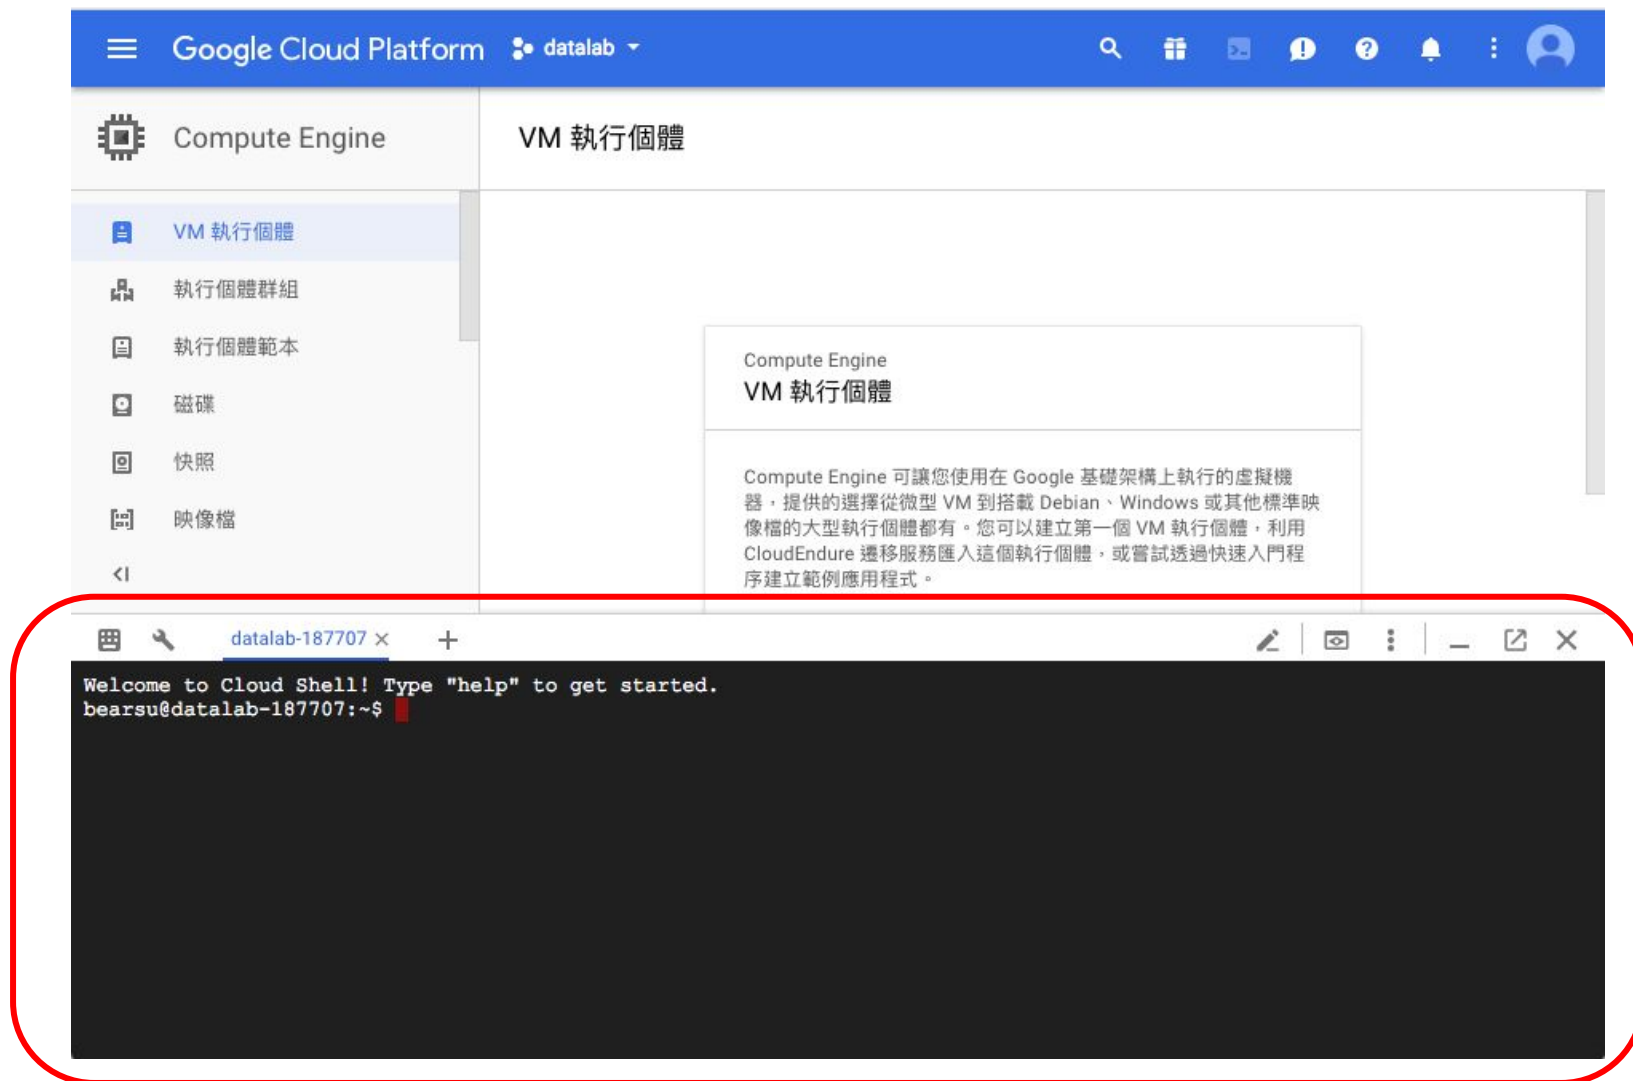 Google Cloud Platform datalab
Compute Engine
VM 執行個體
VM 執行個體
執行個體群組
執行個體範本
磁碟
快照
映像檔
Compute Engine
VM 執行個體
Compute Engine 可讓您使用在 Google 基礎架構上執行的虛擬機
器，提供的選擇從微型 VM 到搭載 Debian、Windows 或其他標準映
像檔的大型執行個體都有。您可以建立第一個 VM 執行個體，利用
CloudEndure 遷移服務匯入這個執行個體，或嘗試透過快速入門程
序建立範例應用程式。
datalab-187707
Welcome to Cloud Shell! Type "help" to get started.
bearsu@datalab-187707:~$